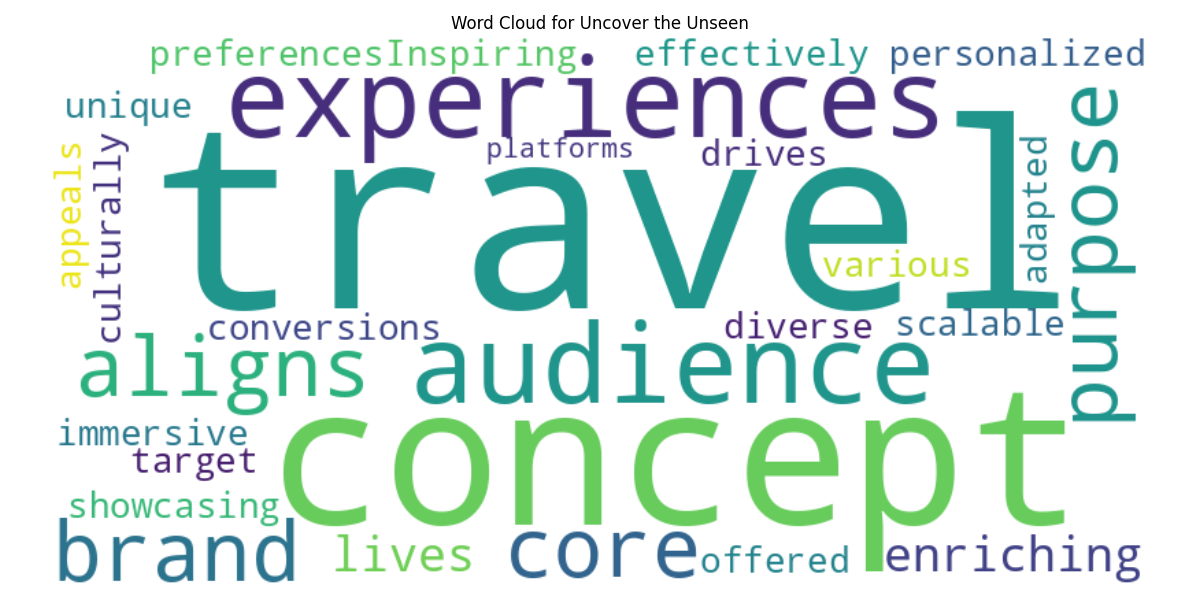 Word Cloud for Uncover the Unseen
preferencesInspiring
effectively
personalized
unique
experiences
purpose
platforms
drives
travel
appeals
culturally
adapted
various
conversions
diverse
scalable
aligns
audience
immersive
target
concept
showcasing
brand
lives
core
offered
enriching